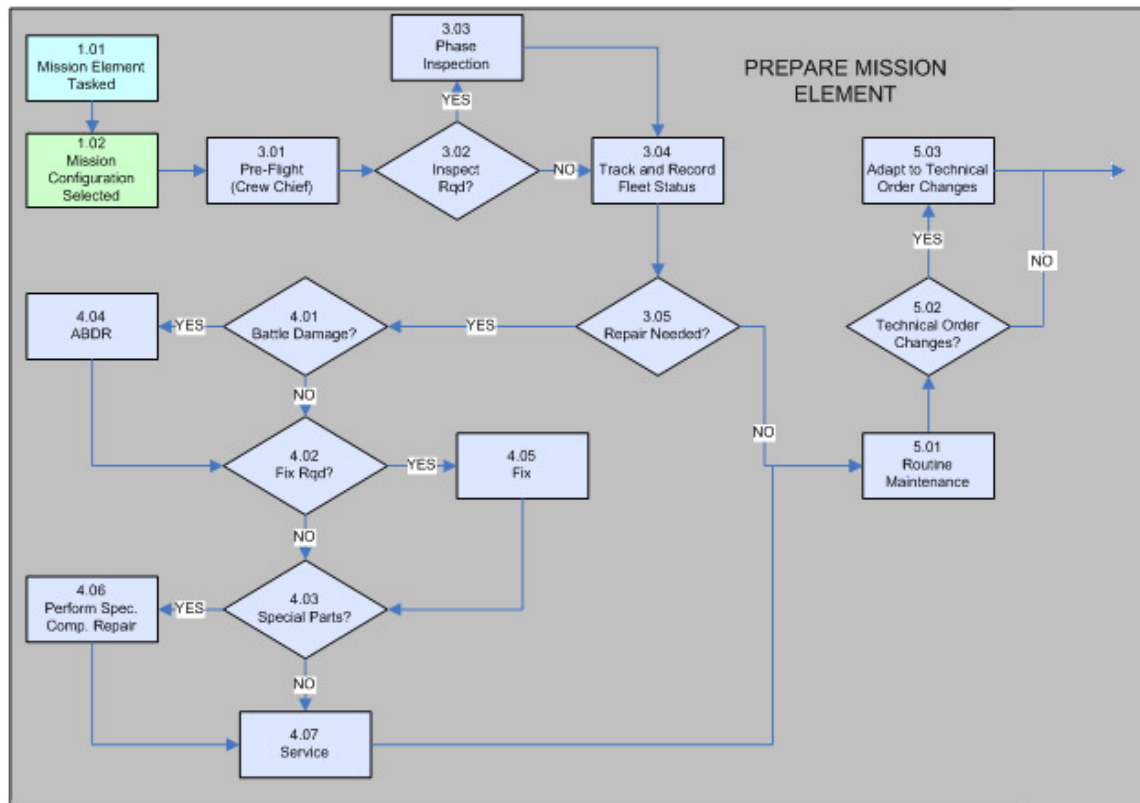 1.01
Mission Element
Tasked
3.03
Phase
Inspection
PREPARE MISSION
ELEMENT
YES
1.02
Mission
Configuration
Selected
3.01
Pre-Flight
(Crew Chief)
3.02
Inspect
Rqd?
NO
3.04
Track and Record
Fleet Status
5.03
Adapt to Technical
Order Changes
YES
NO
4.04
ABDR
YES
4.01
Battle Damage?
YES
3.05
Repair Needed?
5.02
Technical Order
Changes?
NO
NO
4.02
Fix Rqd?
YES
4.05
Fix
5.01
Routine
Maintenance
NO
4.06
Perform Spec.
Comp. Repair
YES
4.03
Special Parts?
NO
4.07
Service